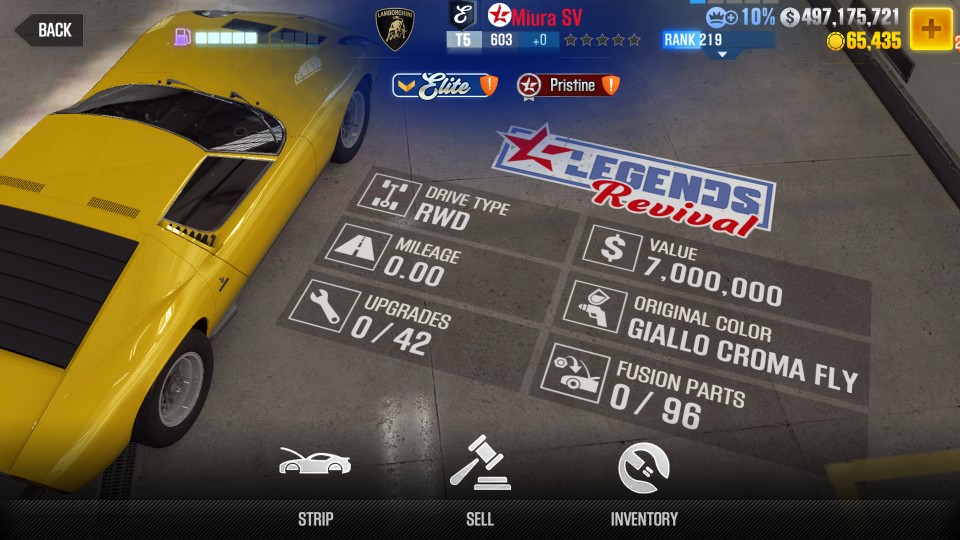 BACK
LAMBORGHINI
Miura SV
T5 603 +0
10%
497,175,721
RANK 219
65,435
Elite
Pristine
LEGENDS
Revival
DRIVE TYPE
RWD
MILEAGE
0.00
UPGRADES
0 / 42
VALUE
7,000,000
ORIGINAL COLOR
GIALLO CROMA FLY
FUSION PARTS
0 / 96
STRIP
SELL
INVENTORY